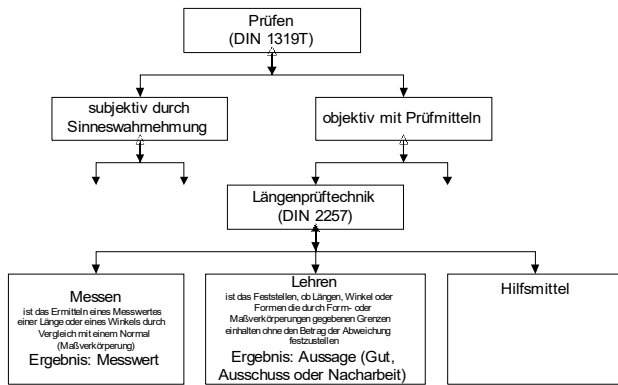 Prüfen
(DIN 1319T)
subjektiv durch
Sinneswahrnehmung
objektiv mit Prüfmitteln
Längenprüftechnik
(DIN 2257)
Messen
ist das Ermitteln eines Messwertes
einer Länge oder eines Winkels durch
Vergleich mit einem Normal
(Maßverkörperung)
Ergebnis: Messwert
Lehren
ist das Feststellen, ob Längen, Winkel oder
Formen die durch Form- oder
Maßverkörperungen gegebenen Grenzen
einhalten ohne den Betrag der Abweichung
festzustellen
Ergebnis: Aussage (Gut,
Ausschuss oder Nacharbeit)
Hilfsmittel